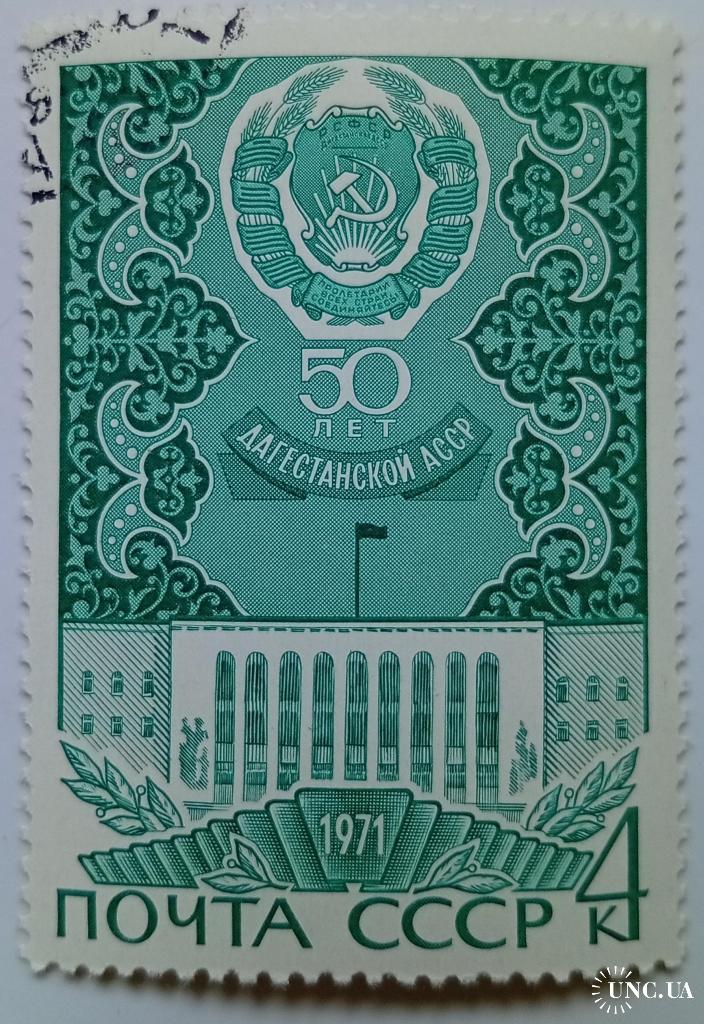 РСФСР
ПРОЛЕТАРИИ
ВСЕХ СТРАН,
СОЕДИНЯЙТЕСЬ!
50
ЛЕТ
ДАГЕСТАНСКОЙ АССР
1971
ПОЧТА СССР 4 К
UNC.UA